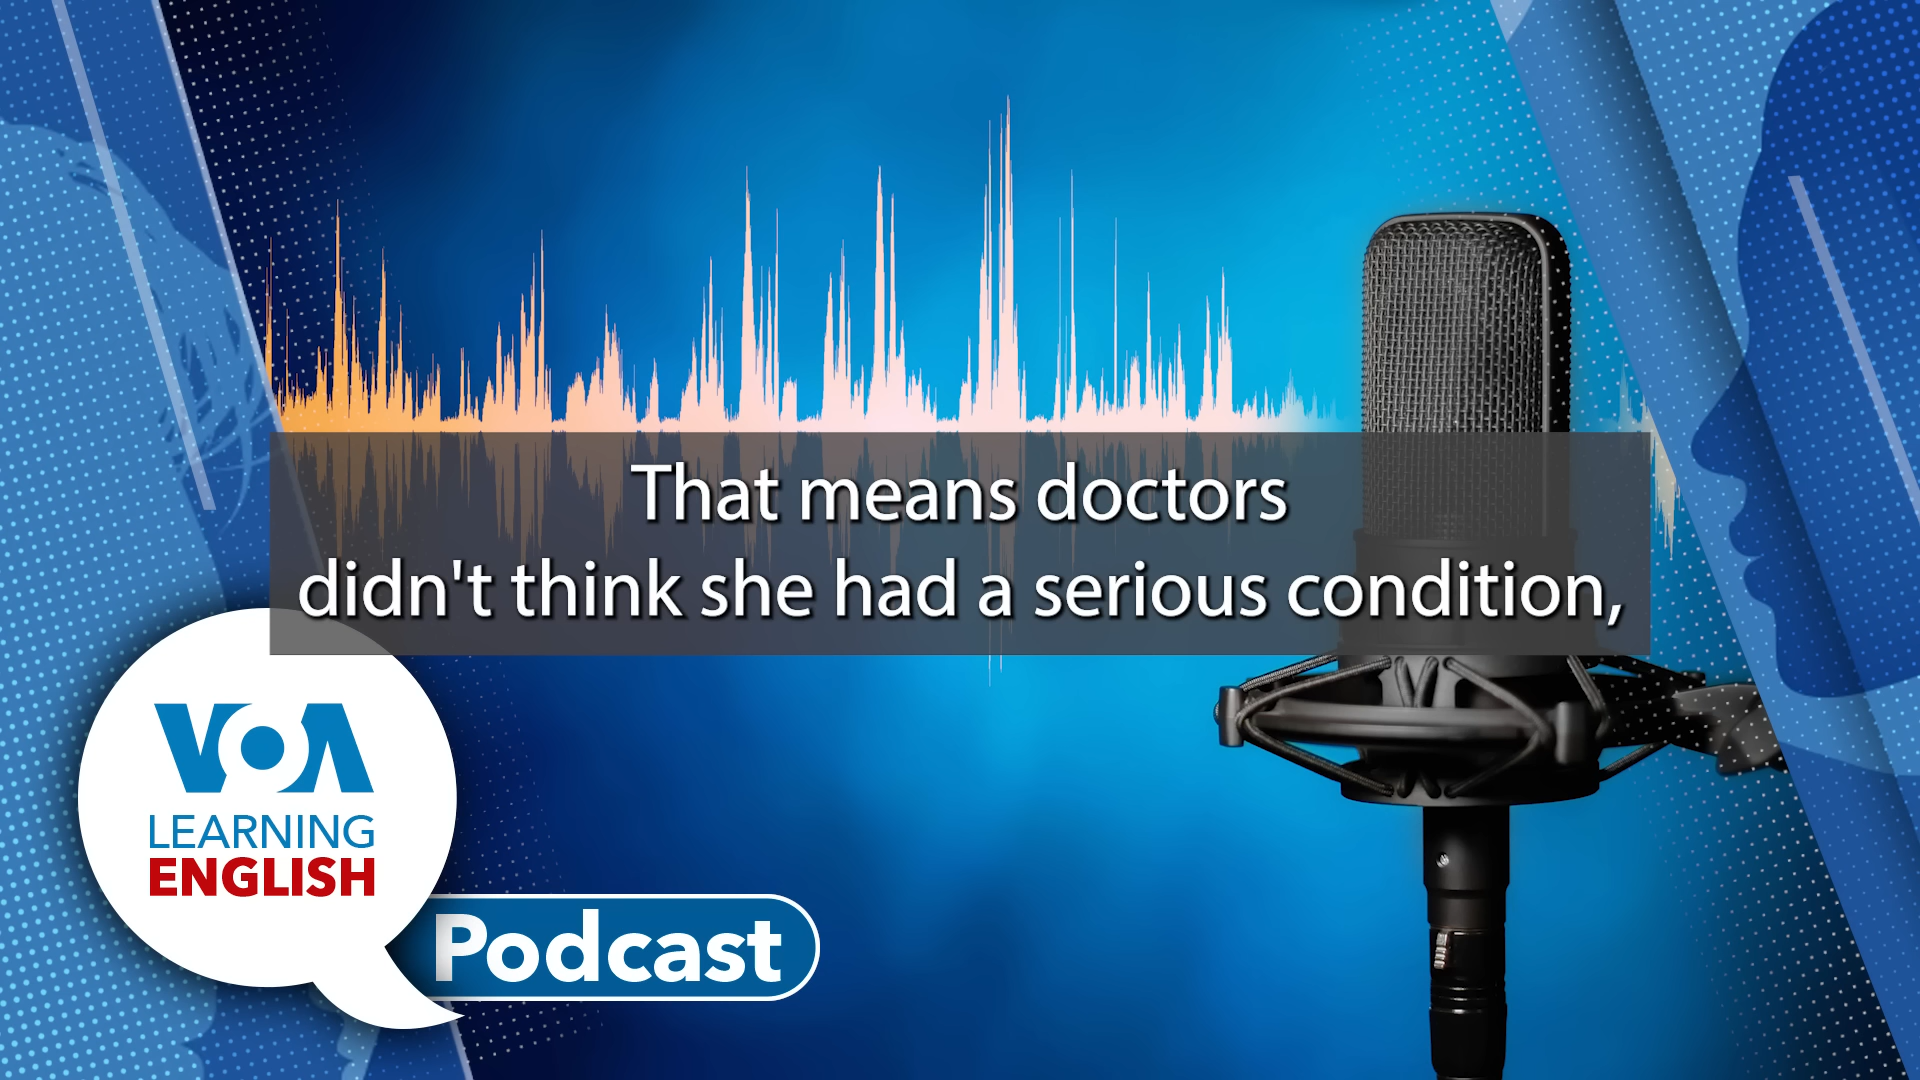 That means doctors
didn't think she had a serious condition,
VOA
LEARNING
ENGLISH
Podcast